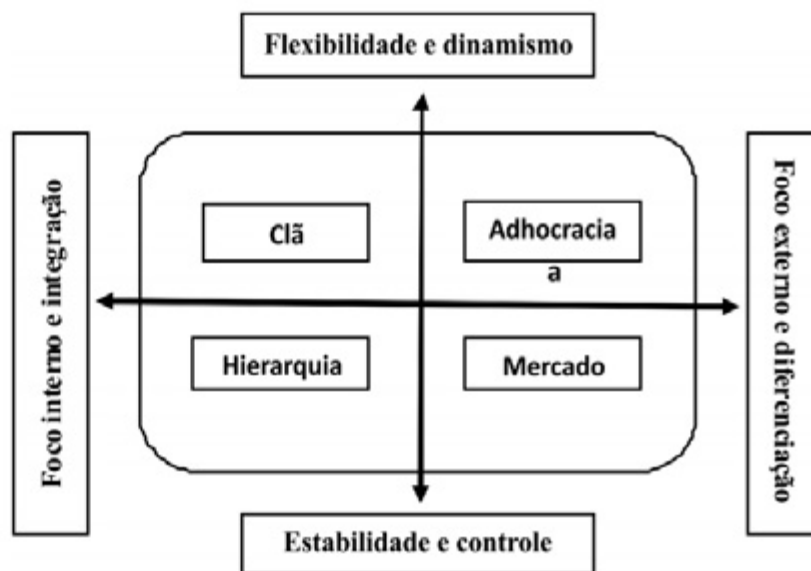 Flexibilidade e dinamismo
Foco interno e integração
Clã
Adhocracia
a
Hierarquia
Mercado
Foco externo e diferenciação
Estabilidade e controle